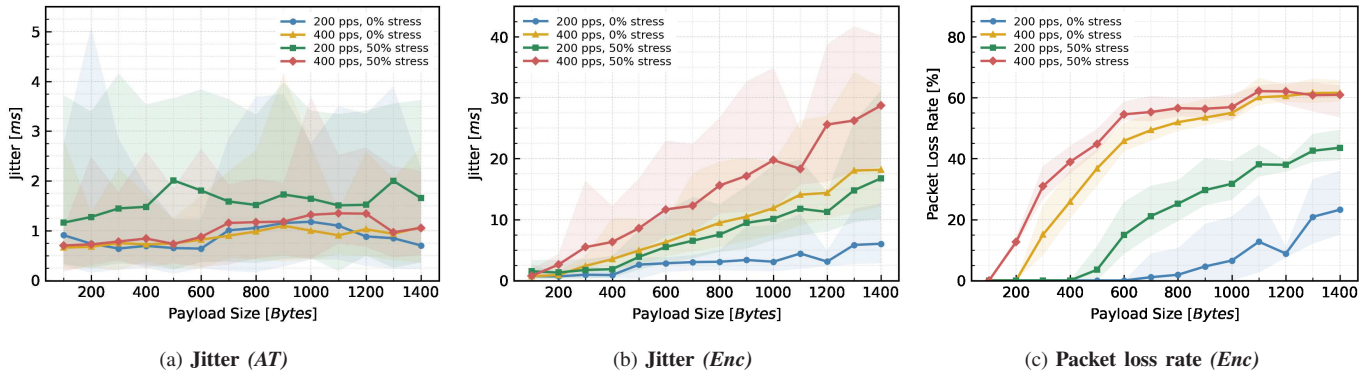 Jitter [ms]
5
4
3
2
1
0
200 pps, 0% stress
400 pps, 0% stress
200 pps, 50% stress
400 pps, 50% stress
200 400 600 800 1000 1200 1400
Payload Size [Bytes]
(a) Jitter (AT)
Jitter [ms]
40
30
20
10
0
200 pps, 0% stress
400 pps, 0% stress
200 pps, 50% stress
400 pps, 50% stress
200 400 600 800 1000 1200 1400
Payload Size [Bytes]
(b) Jitter (Enc)
Packet Loss Rate [%]
80
60
40
20
0
200 pps, 0% stress
400 pps, 0% stress
200 pps, 50% stress
400 pps, 50% stress
200 400 600 800 1000 1200 1400
Payload Size [Bytes]
(c) Packet loss rate (Enc)